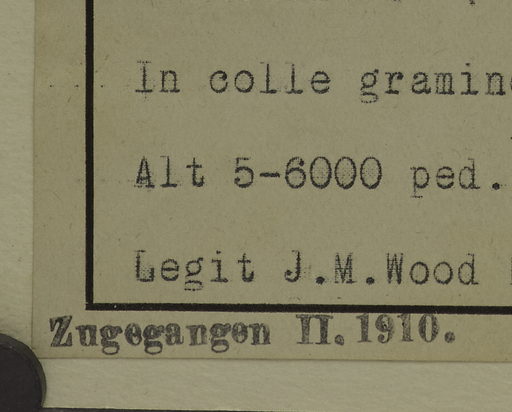 In colle gramin
Alt 5-6000 ped.
Legit J.M.Wood
Zugegangen II. 1910.